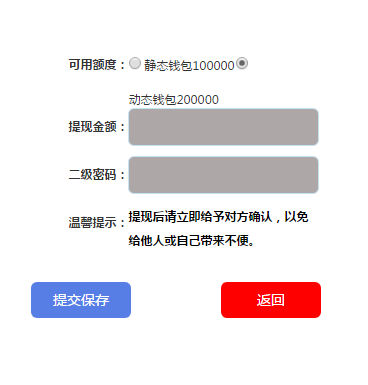 可用额度：静态钱包100000
动态钱包200000
提现金额：
二级密码：
温馨提示：提现后请立即给予对方确认，以免
给他人或自己带来不便。
提交保存 返回